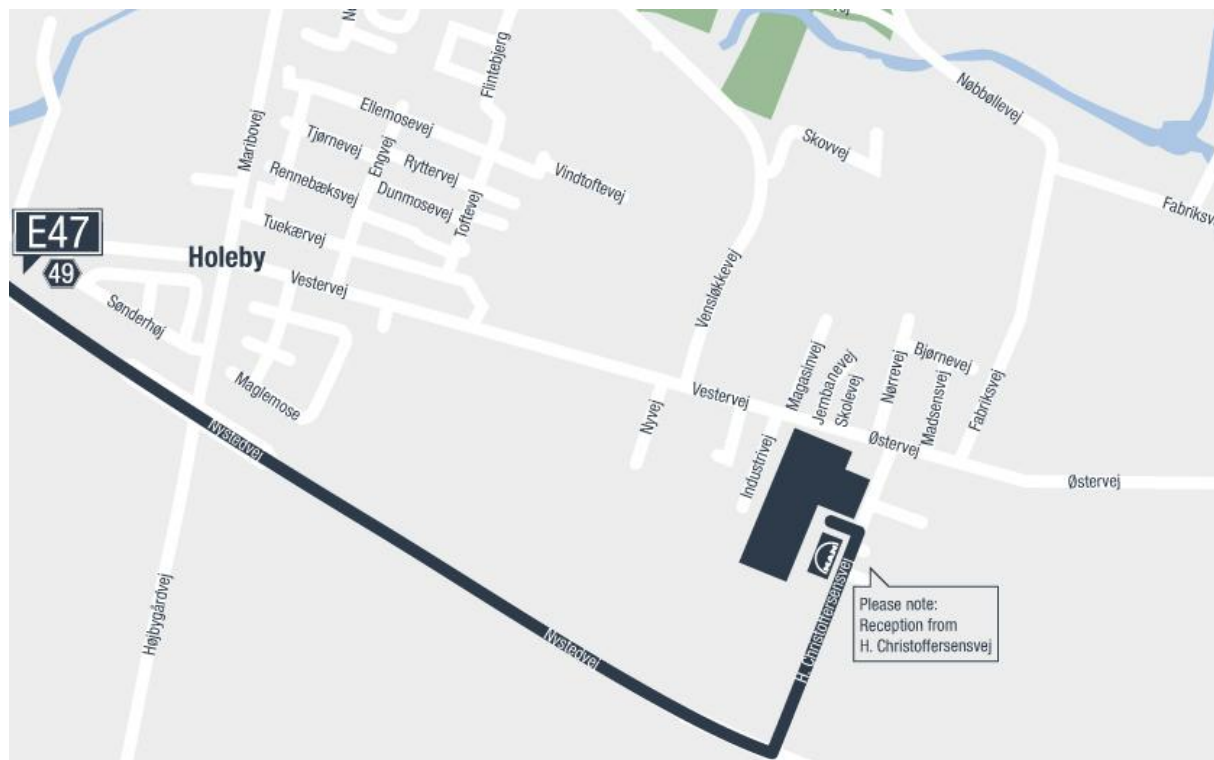 Maribovej
Flintebjerg
Ellemosevej
Tjørnevej
Engvej
Ryttervej
Vindtoftevej
Rennebæksvej
Dunmosevej
Toftevej
Tuekærvej
Skovvej
Nøbbøllevej
E47
49
Holeby
Vestervej
Sønderhøj
Maglemose
Vensløkkevej
Nyvej
Vestervej
Magasinvej
Jernbanevej
Skolevej
Nørrevej
Bjørnevej
Madsensvej
Fabriksvej
Østervej
Østervej
Industrivej
Nystedvej
Nystedvej
Højbygårdvej
MAN
H. Christoffersensvej
Please note:
Reception from
H. Christoffersensvej